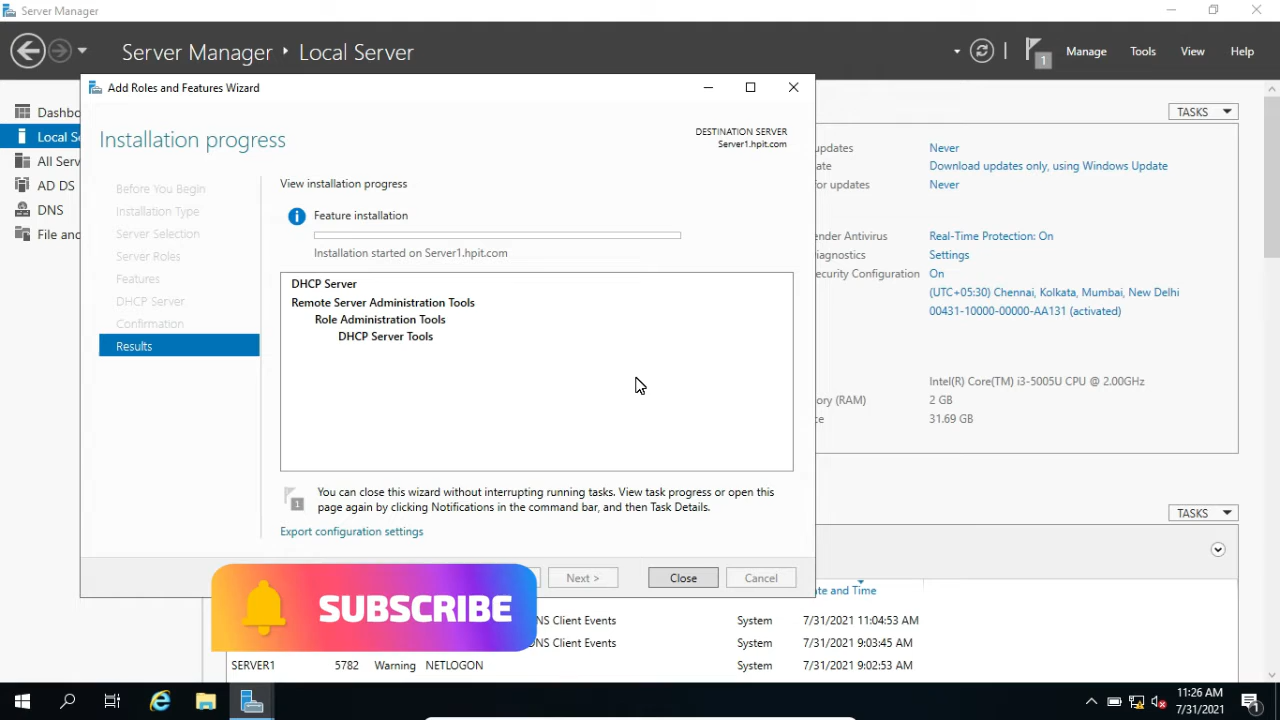 Server Manager
Server Manager ‣ Local Server
1
Manage
Tools
View
Help
Add Roles and Features Wizard
Installation progress
DESTINATION SERVER
Server1.hpit.com
Before You Begin
Installation Type
Server Selection
Server Roles
Features
DHCP Server
Confirmation
Results
View installation progress
Feature installation
Installation started on Server1.hpit.com
DHCP Server
Remote Server Administration Tools
Role Administration Tools
DHCP Server Tools
1
You can close this wizard without interrupting running tasks. View task progress or open this
page again by clicking Notifications in the command bar, and then Task Details.
Export configuration settings
Next >
Close
Cancel
Dashbo
Local Se
All Serv
AD DS
DNS
File and
TASKS
updates Never
ate Download updates only, using Windows Update
for updates Never
ender Antivirus Real-Time Protection: On
iagnostics Settings
ecurity Configuration On
(UTC+05:30) Chennai, Kolkata, Mumbai, New Delhi
00431-10000-00000-AA131 (activated)
Intel(R) Core(TM) i3-5005U CPU @ 2.00GHz
ory (RAM) 2 GB
ce 31.69 GB
TASKS
ate and Time
NS Client Events System 7/31/2021 11:04:53 AM
NS Client Events System 7/31/2021 9:03:45 AM
SERVER1 5782 Warning NETLOGON System 7/31/2021 9:02:53 AM
SUBSCRIBE
11:26 AM
7/31/2021
1